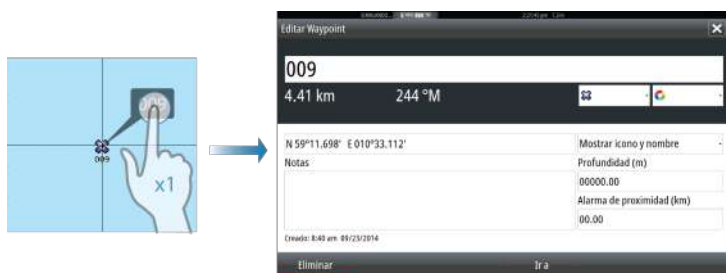 009
x1
Editar Waypoint
009
4.41 km 244 °M
N 59°11.698' E 010°33.112'
Mostrar icono y nombre
Notas
Profundidad (m)
00000.00
Alarma de proximidad (km)
00.00
Creado: 8:40 am 09/23/2014
Eliminar
Ir a